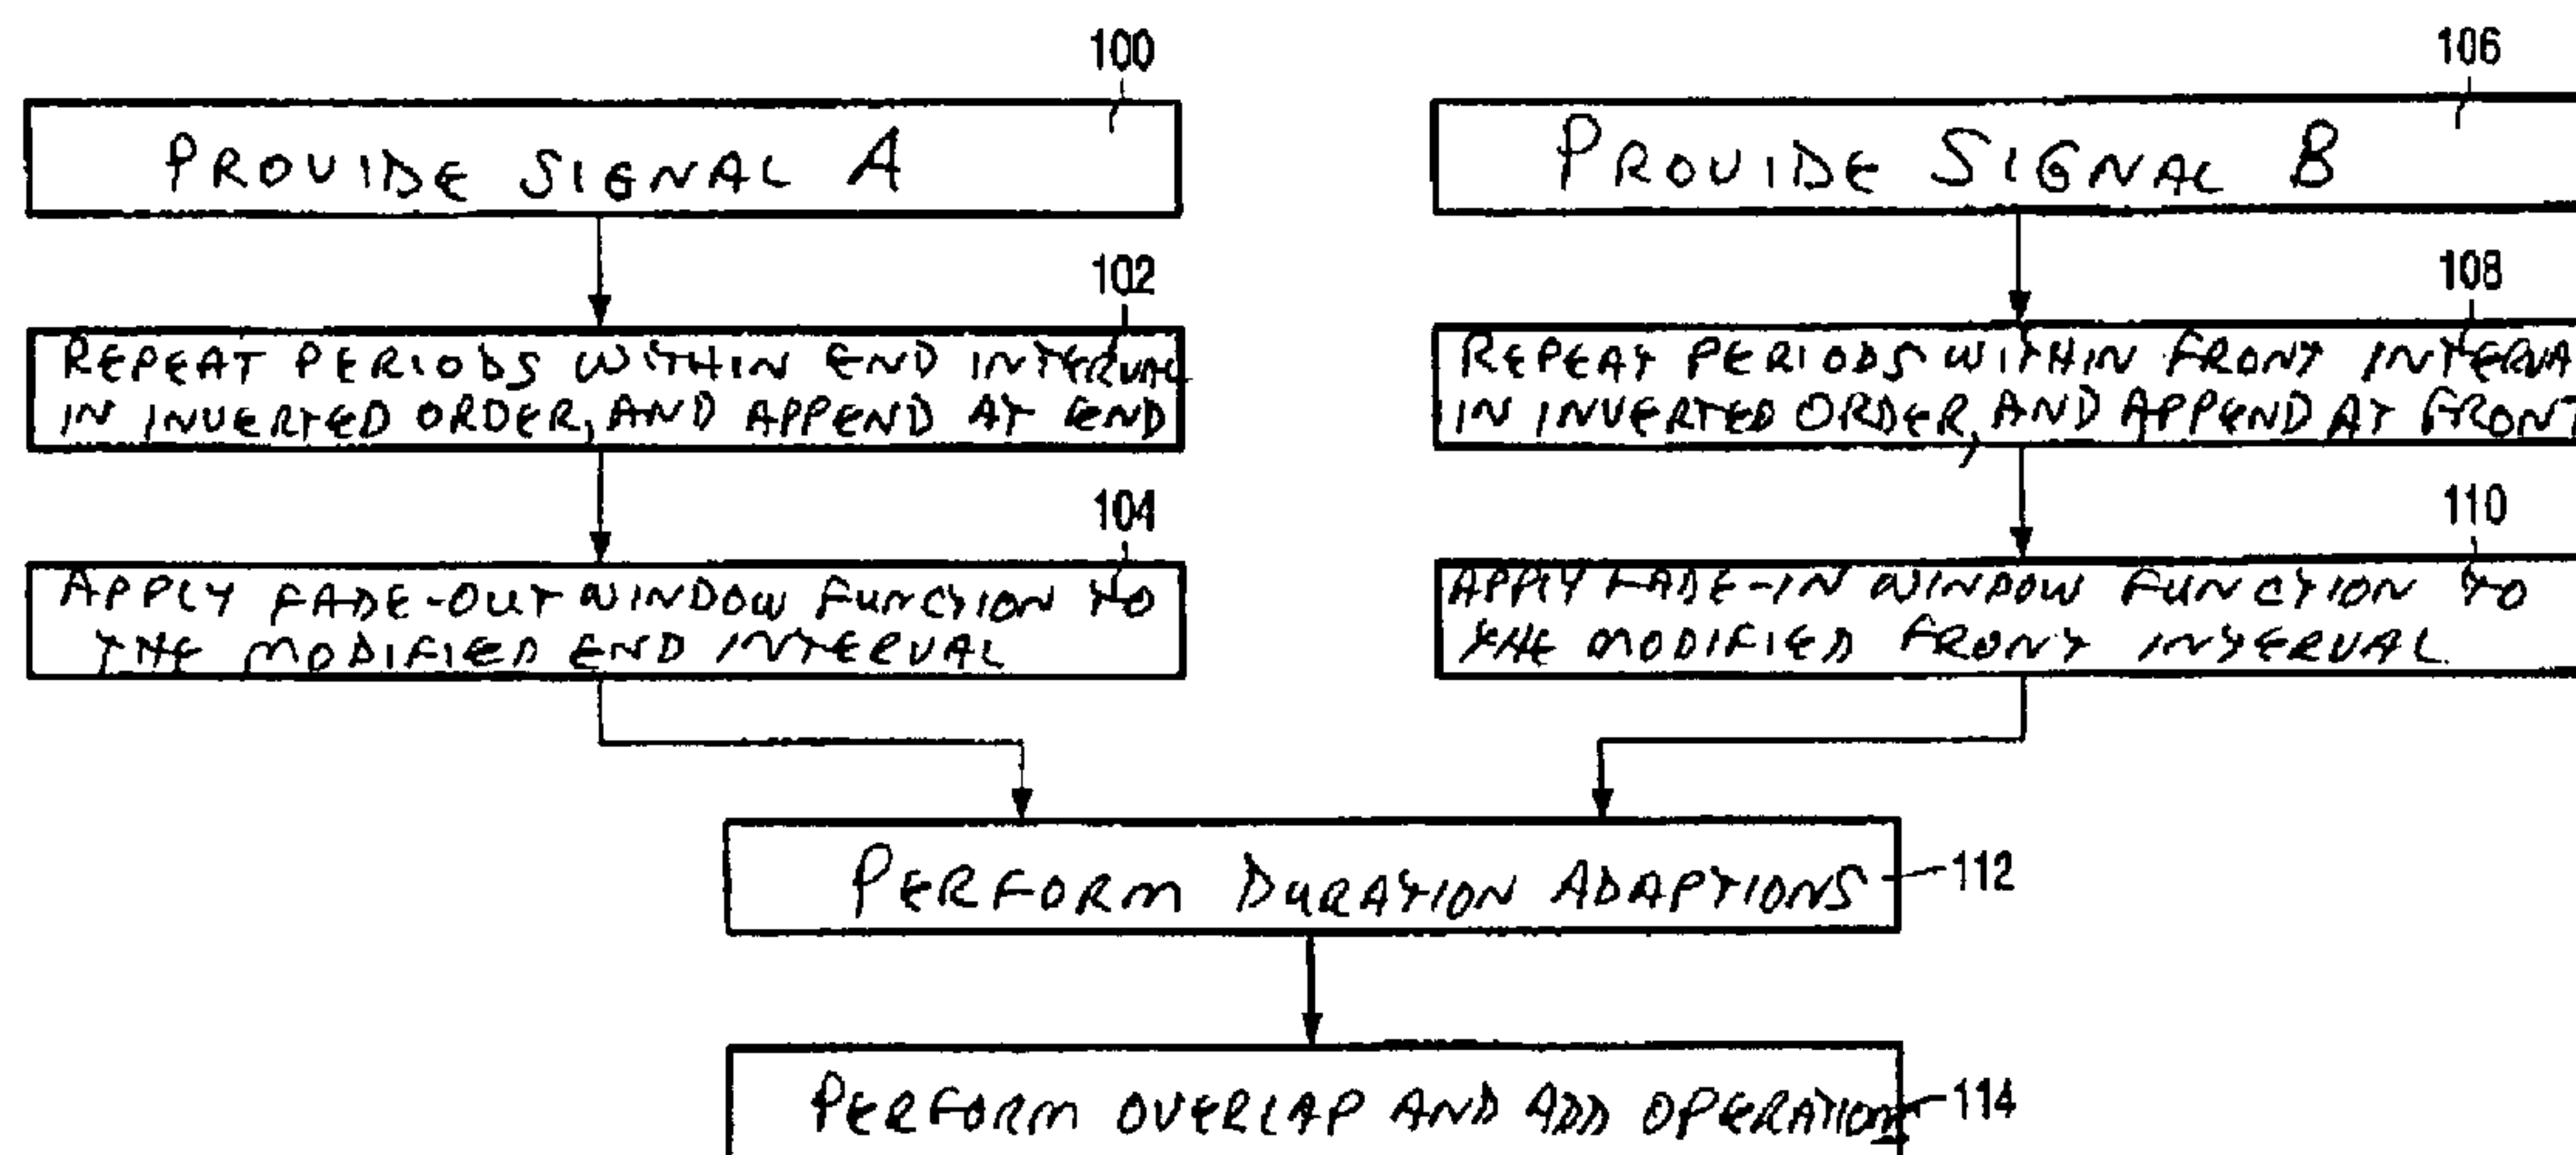 100
PROVIDE SIGNAL A
102
REPEAT PERIODS WITHIN END INTERVAL
IN INVERTED ORDER, AND APPEND AT END
104
APPLY FADE-OUT WINDOW FUNCTION TO
THE MODIFIED END INTERVAL
106
PROVIDE SIGNAL B
108
REPEAT PERIODS WITHIN FRONT INTERVA
IN INVERTED ORDER, AND APPEND AT FRONT
110
APPLY FADE-IN WINDOW FUNCTION TO
THE MODIFIED FRONT INTERVAL
PERFORM DURATION ADAPTIONS
112
PERFORM OVERLAP AND ADD OPERATION
114